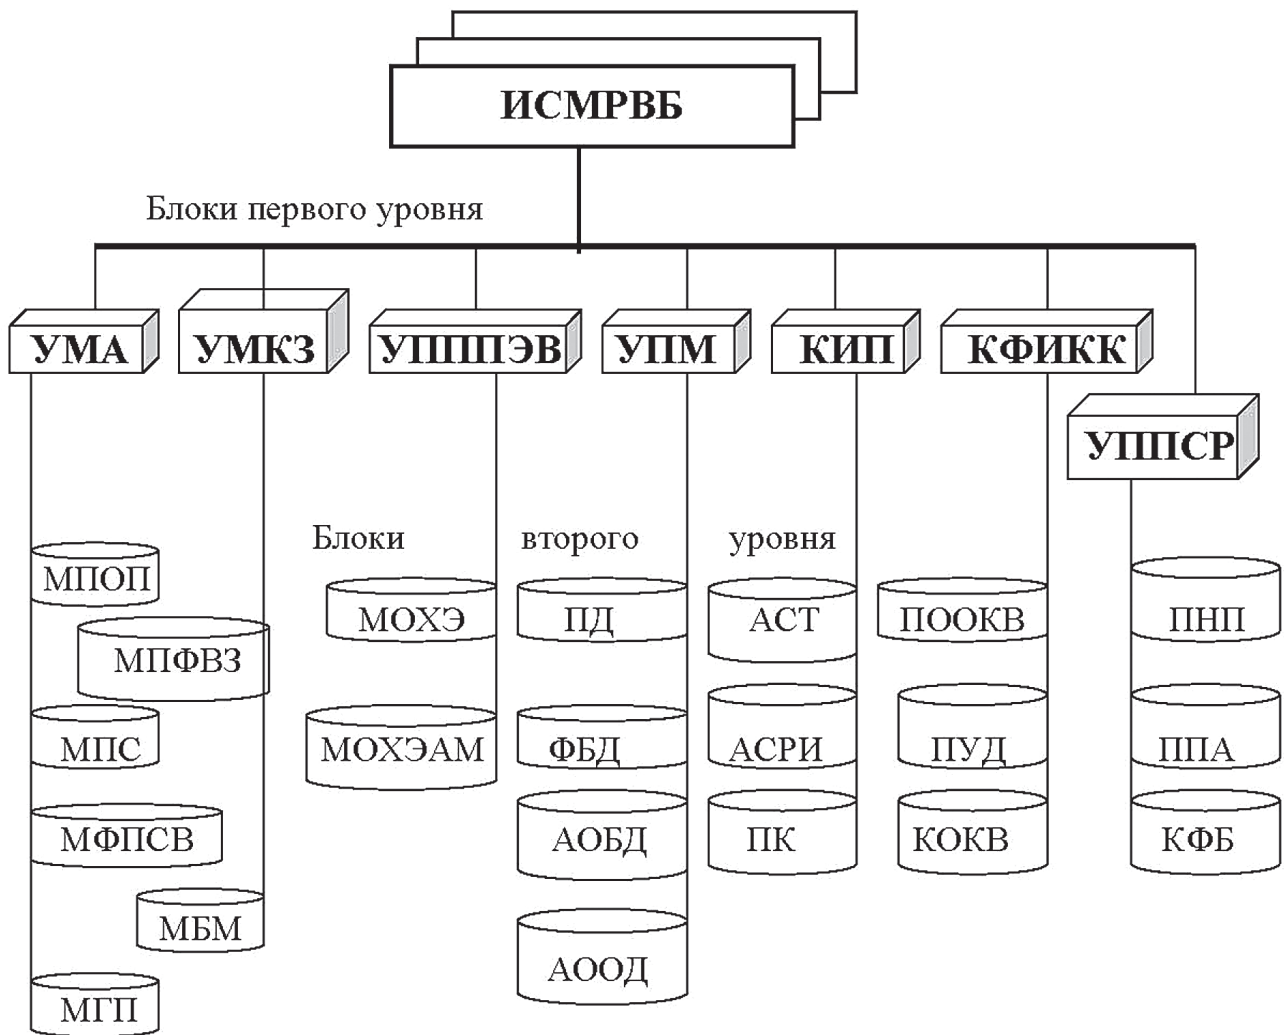 ИСМРВБ
Блоки первого уровня
УМА УМКЗ УПППЭВ УПМ КИП КФИКК
УППСР
Блоки второго уровня
МПОП МОХЭ ПД АСТ ПООКВ ПНП
МПФВЗ
МПС МОХЭАМ ФБД АСРИ ПУД ППА
МФПСВ АОБД ПК КОКВ КФБ
МБМ
АООД
МГП